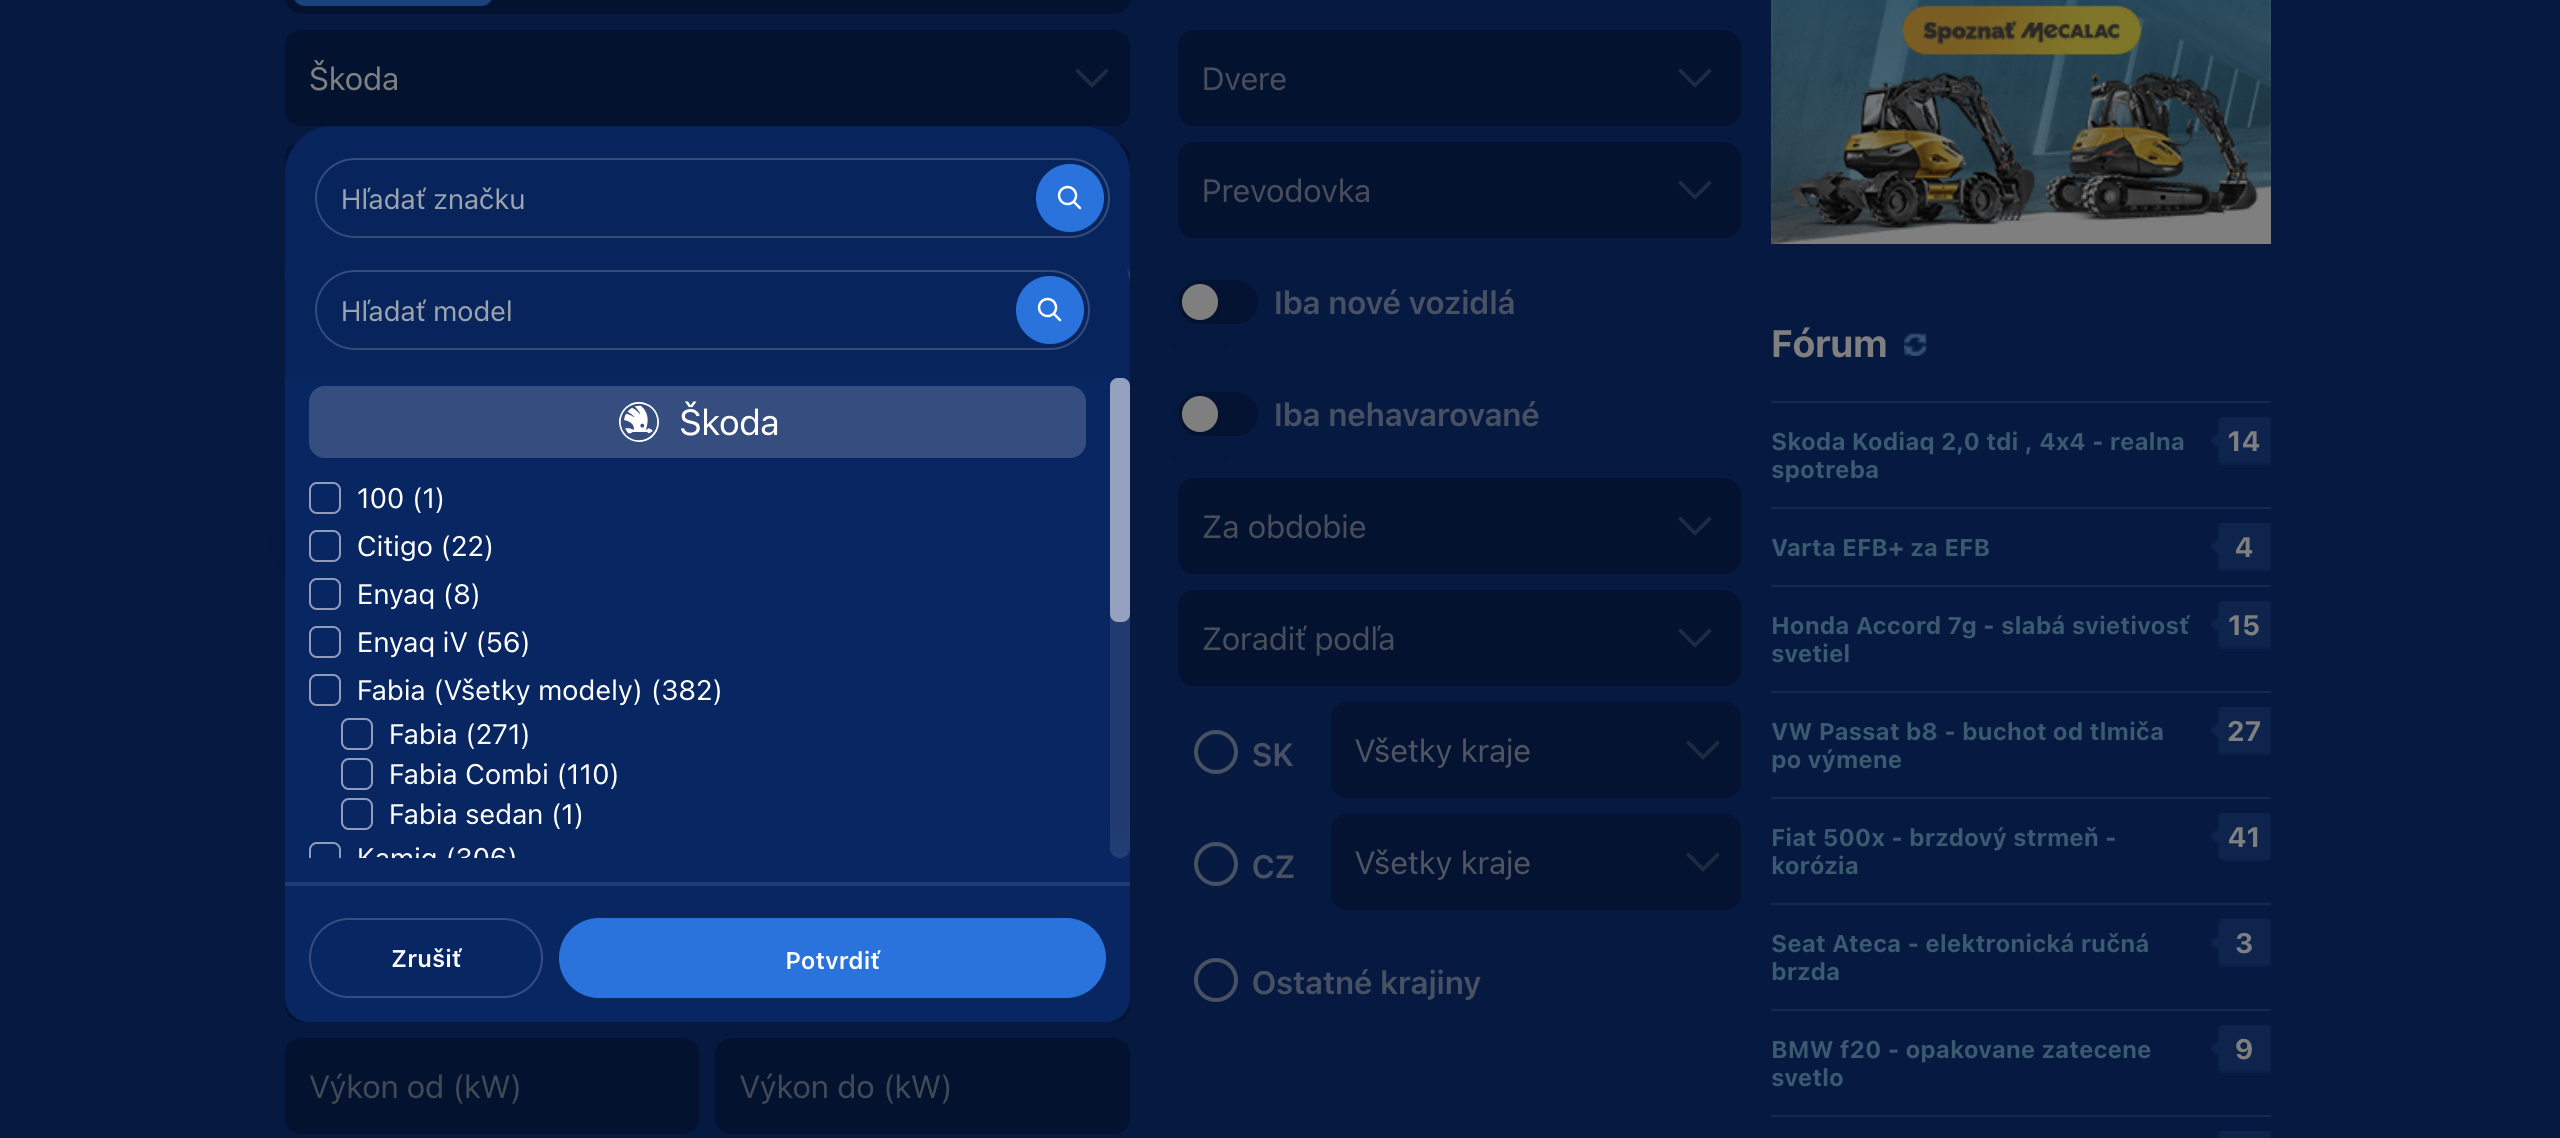 Škoda
Hľadať značku
Hľadať model
Škoda
100 (1)
Citigo (22)
Enyaq (8)
Enyaq iV (56)
Fabia (Všetky modely) (382)
Fabia (271)
Fabia Combi (110)
Fabia sedan (1)
Kamiq (306)
Zrušiť
Potvrdiť
Výkon od (kW)
Výkon do (kW)
Dvere
Prevodovka
Iba nové vozidlá
Iba nehavarované
Za obdobie
Zoradiť podľa
SK
Všetky kraje
CZ
Všetky kraje
Ostatné krajiny
Spoznať MECALAC
Fórum
Skoda Kodiaq 2,0 tdi , 4x4 - realna
spotreba
14
Varta EFB+ za EFB
4
Honda Accord 7g - slabá svietivosť
svetiel
15
VW Passat b8 - buchot od tlmiča
po výmene
27
Fiat 500x - brzdový strmeň -
korózia
41
Seat Ateca - elektronická ručná
brzda
3
BMW f20 - opakovane zatecene
svetlo
9